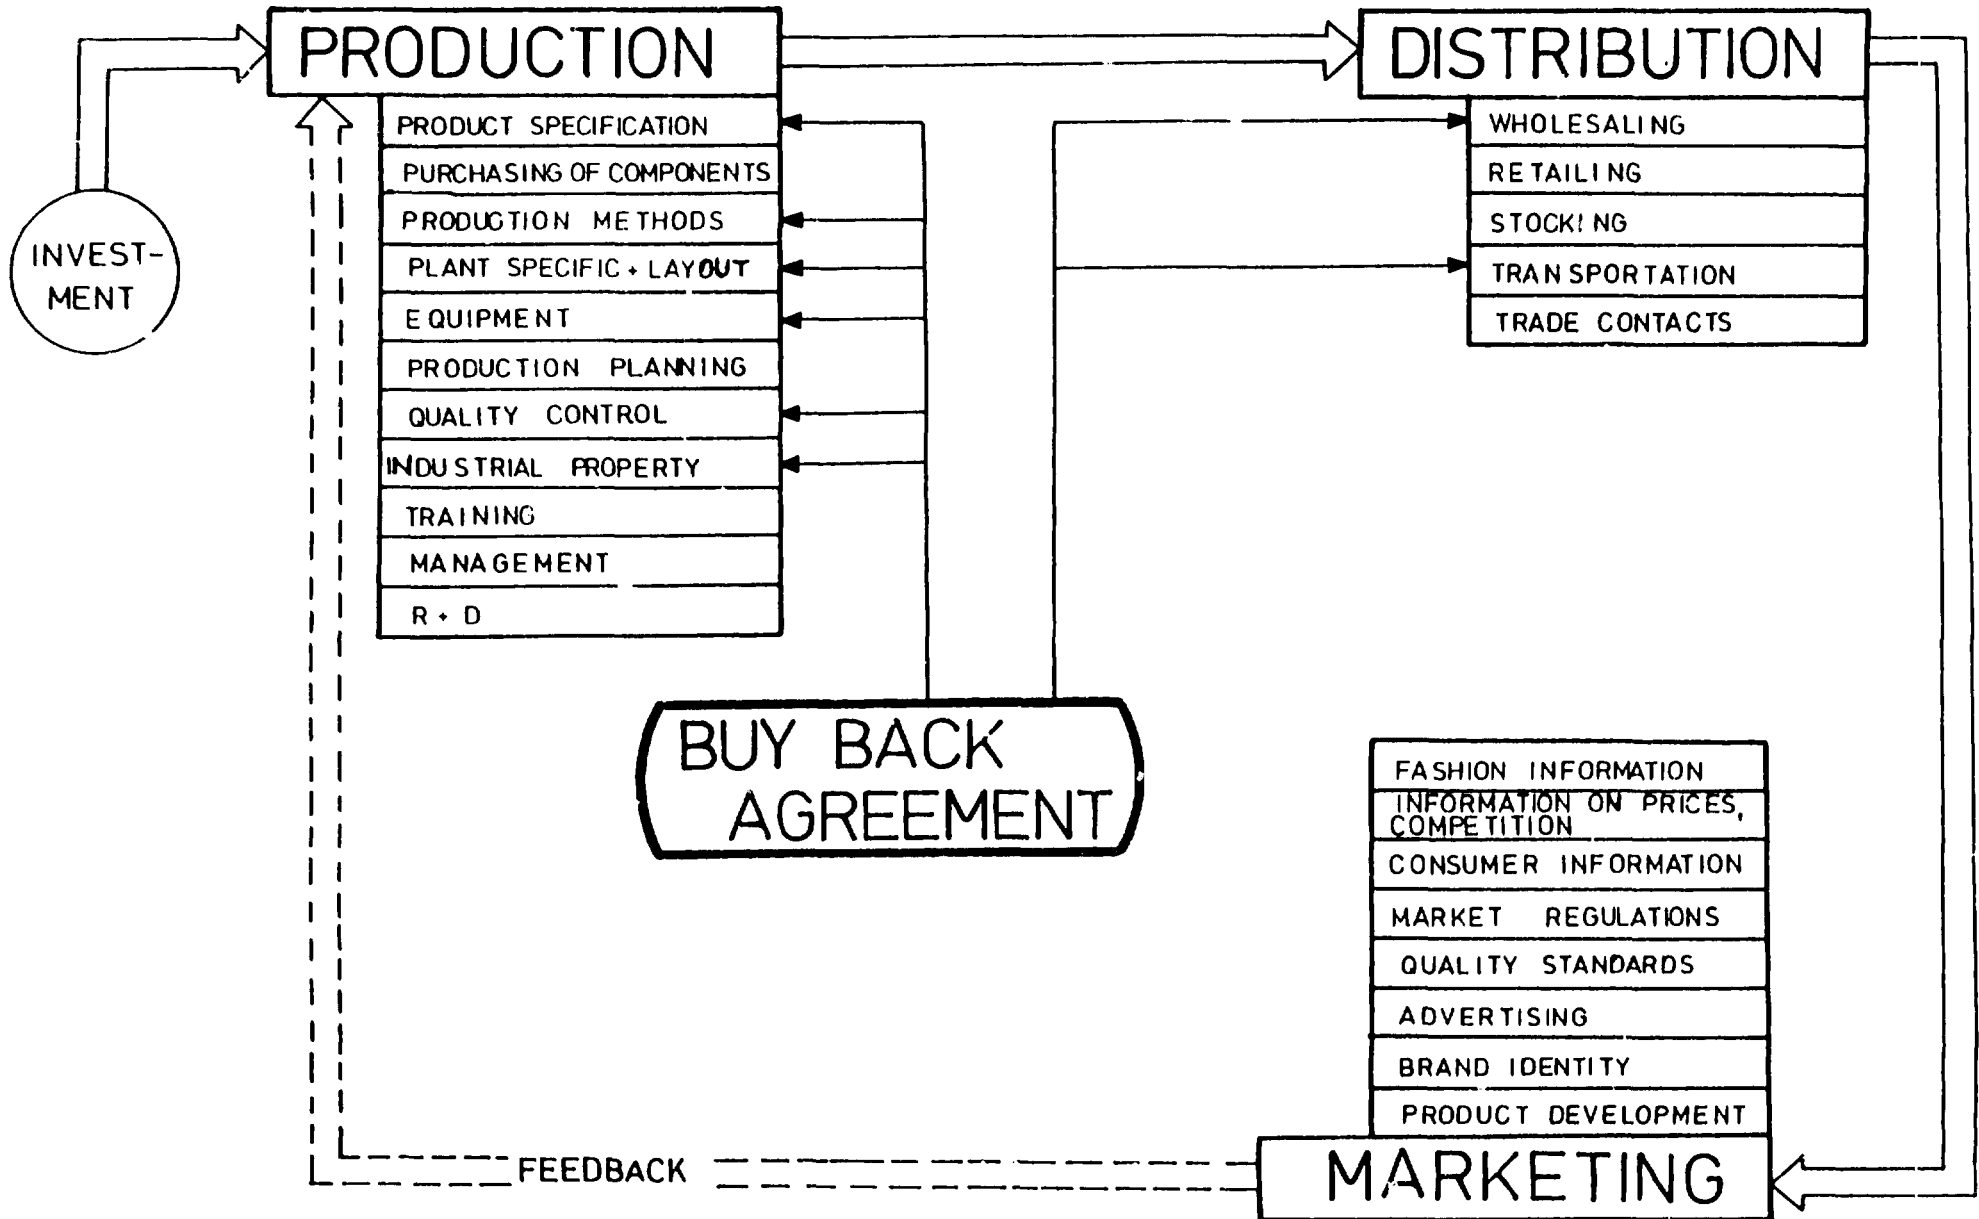 PRODUCTION
PRODUCT SPECIFICATION
PURCHASING OF COMPONENTS
PRODUCTION METHODS
PLANT SPECIFIC + LAYOUT
EQUIPMENT
PRODUCTION PLANNING
QUALITY CONTROL
INDUSTRIAL PROPERTY
TRAINING
MANAGEMENT
R + D
DISTRIBUTION
WHOLESALING
RETAILING
STOCKING
TRANSPORTATION
TRADE CONTACTS
INVEST-
MENT
BUY BACK
AGREEMENT
FASHION INFORMATION
INFORMATION ON PRICES,
COMPETITION
CONSUMER INFORMATION
MARKET REGULATIONS
QUALITY STANDARDS
ADVERTISING
BRAND IDENTITY
PRODUCT DEVELOPMENT
MARKETING
FEEDBACK